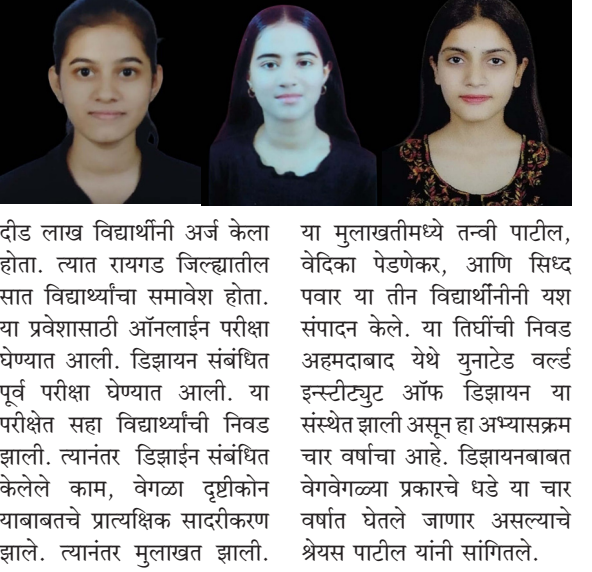 दीड लाख विद्यार्थीनी अर्ज केला
होता. त्यात रायगड जिल्ह्यातील
सात विद्यार्थ्यांचा समावेश होता.
या प्रवेशासाठी ऑनलाईन परीक्षा
घेण्यात आली. डिझायन संबंधित
पूर्व परीक्षा घेण्यात आली. या
परीक्षेत सहा विद्यार्थ्यांची निवड
झाली. त्यानंतर डिझाईन संबंधित
केलेले काम, वेगळा दृष्टीकोन
याबाबतचे प्रात्यक्षिक सादरीकरण
झाले. त्यानंतर मुलाखत झाली.
या मुलाखतीमध्ये तन्वी पाटील,
वेदिका पेडणेकर, आणि सिध्द
पवार या तीन विद्यार्थीनीनी यश
संपादन केले. या तिघींची निवड
अहमदाबाद येथे युनाटेड वर्ल्ड
इन्स्टीट्युट ऑफ डिझायन या
संस्थेत झाली असून हा अभ्यासक्रम
चार वर्षाचा आहे. डिझायनबाबत
वेगवेगळ्या प्रकारचे धडे या चार
वर्षात घेतले जाणार असल्याचे
श्रेयस पाटील यांनी सांगितले.